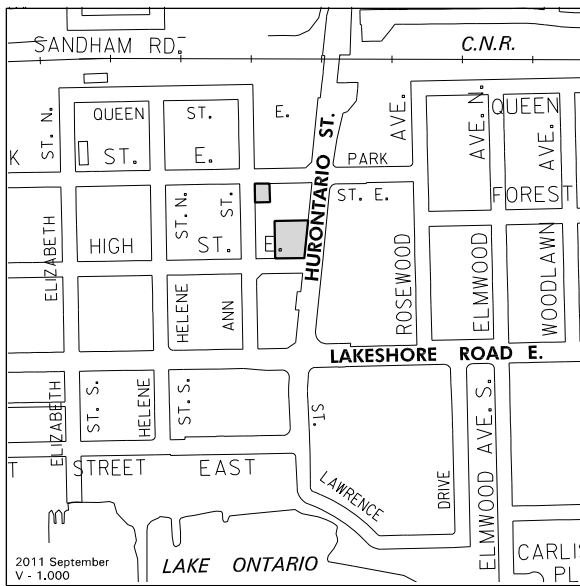 SANDHAM RD.
C.N.R.
QUEEN ST. E.
HURONTARIO ST.
AVE.
AVE. N.
QUEEN
AVE.
ST. N.
K ST. E.
PARK
ST. E.
FOREST
ELIZABETH
ST. N.
ST.
HIGH ST. E.
ROSEWOOD
ELMWOOD
WOODLAWN
HELENE
ANN
LAKESHORE ROAD E.
ELIZABETH
ST. S.
HELENE
ST. S.
ST.
T STREET EAST
LAWRENCE
DRIVE
ELMWOOD AVE. S.
2011 September
V - 1.000
LAKE ONTARIO
CARLIS
PL